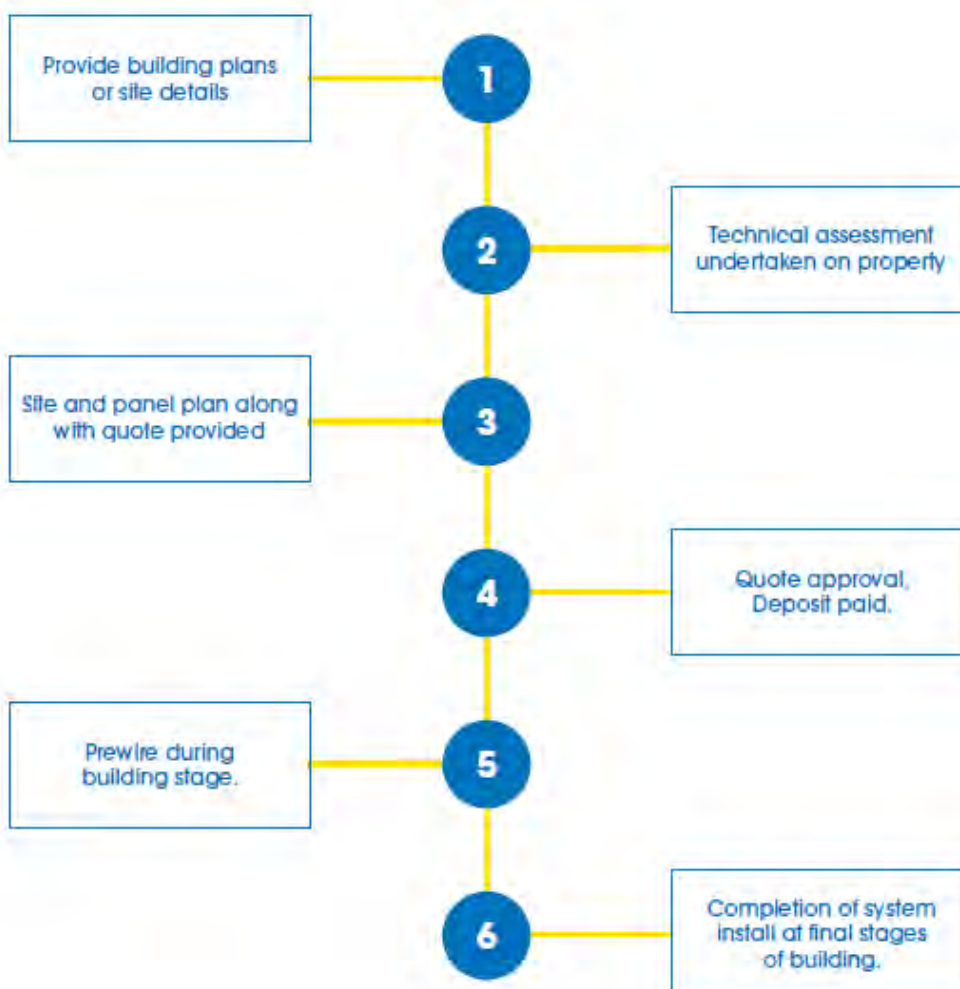 Provide building plans
or site details
1
2
Technical assessment
undertaken on property
Site and panel plan along
with quote provided
3
4
Quote approval,
Deposit paid.
Prewire during
building stage.
5
6
Completion of system
install at final stages
of building.